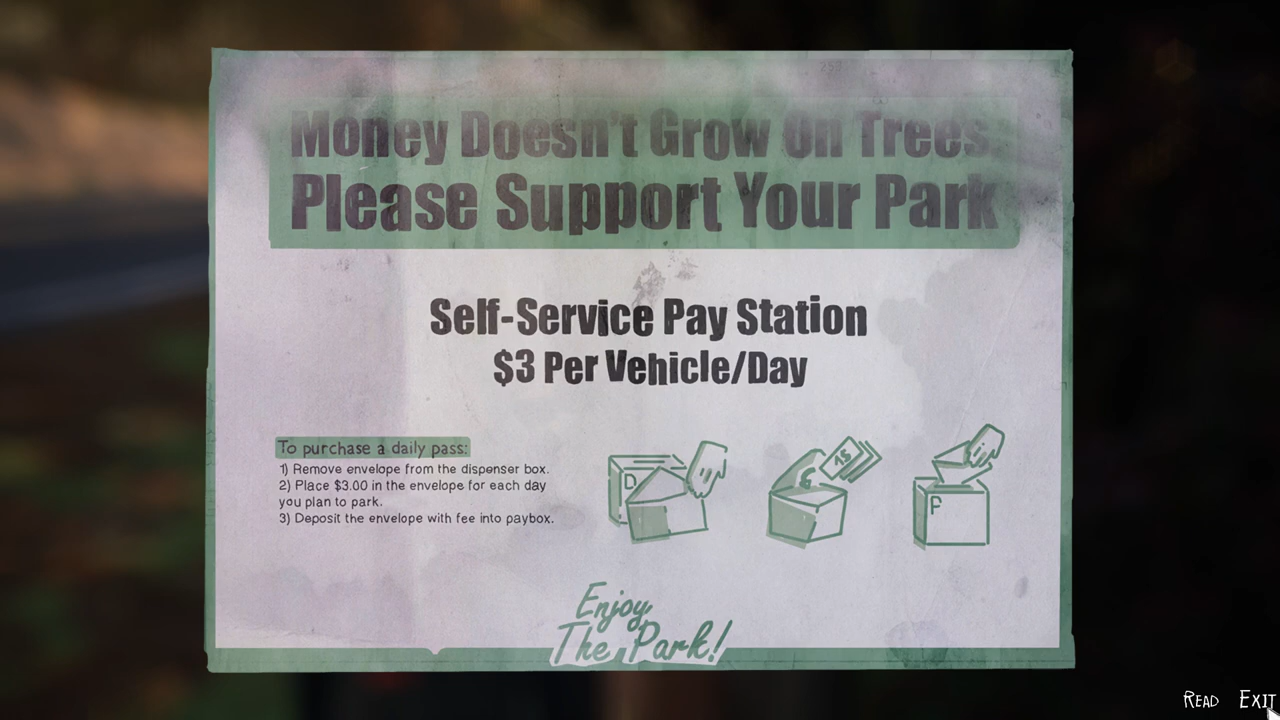 Money Doesn't Grow On Trees
Please Support Your Park
Self-Service Pay Station
$3 Per Vehicle/Day
To purchase a daily pass:
1) Remove envelope from the dispenser box.
2) Place $3.00 in the envelope for each day
you plan to park.
3) Deposit the envelope with fee into paybox.
D
15
P
Enjoy
The Park!
READ EXIT